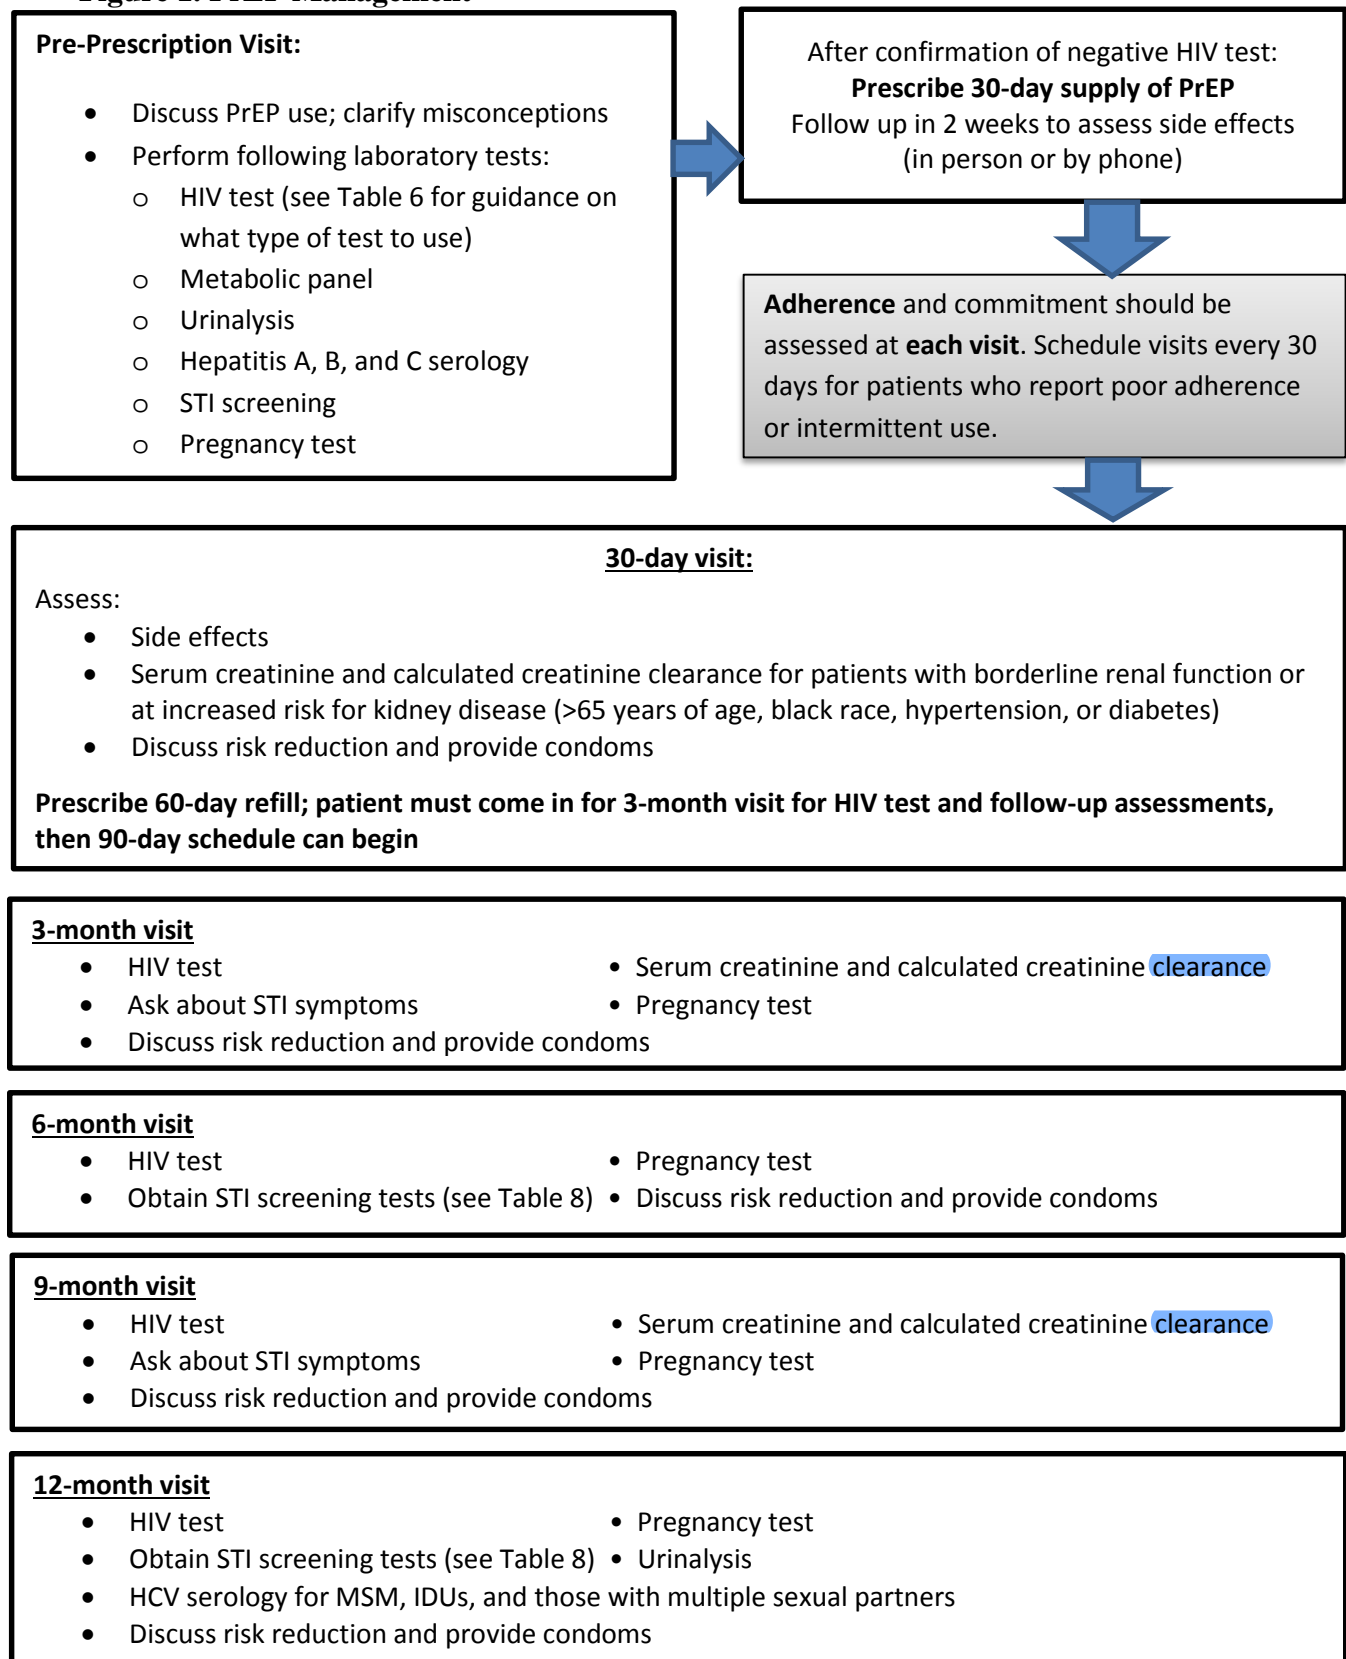 Figure 1. PrEP Management
Pre-Prescription Visit:
• Discuss PrEP use; clarify misconceptions
• Perform following laboratory tests:
o HIV test (see Table 6 for guidance on
what type of test to use)
o Metabolic panel
o Urinalysis
o Hepatitis A, B, and C serology
o STI screening
o Pregnancy test
After confirmation of negative HIV test:
Prescribe 30-day supply of PrEP
Follow up in 2 weeks to assess side effects
(in person or by phone)
Adherence and commitment should be
assessed at each visit. Schedule visits every 30
days for patients who report poor adherence
or intermittent use.
30-day visit:
Assess:
• Side effects
• Serum creatinine and calculated creatinine clearance for patients with borderline renal function or
at increased risk for kidney disease (>65 years of age, black race, hypertension, or diabetes)
• Discuss risk reduction and provide condoms
Prescribe 60-day refill; patient must come in for 3-month visit for HIV test and follow-up assessments,
then 90-day schedule can begin
3-month visit
• HIV test • Serum creatinine and calculated creatinine clearance
• Ask about STI symptoms • Pregnancy test
• Discuss risk reduction and provide condoms
6-month visit
• HIV test • Pregnancy test
• Obtain STI screening tests (see Table 8) • Discuss risk reduction and provide condoms
9-month visit
• HIV test • Serum creatinine and calculated creatinine clearance
• Ask about STI symptoms • Pregnancy test
• Discuss risk reduction and provide condoms
12-month visit
• HIV test • Pregnancy test
• Obtain STI screening tests (see Table 8) • Urinalysis
• HCV serology for MSM, IDUs, and those with multiple sexual partners
• Discuss risk reduction and provide condoms